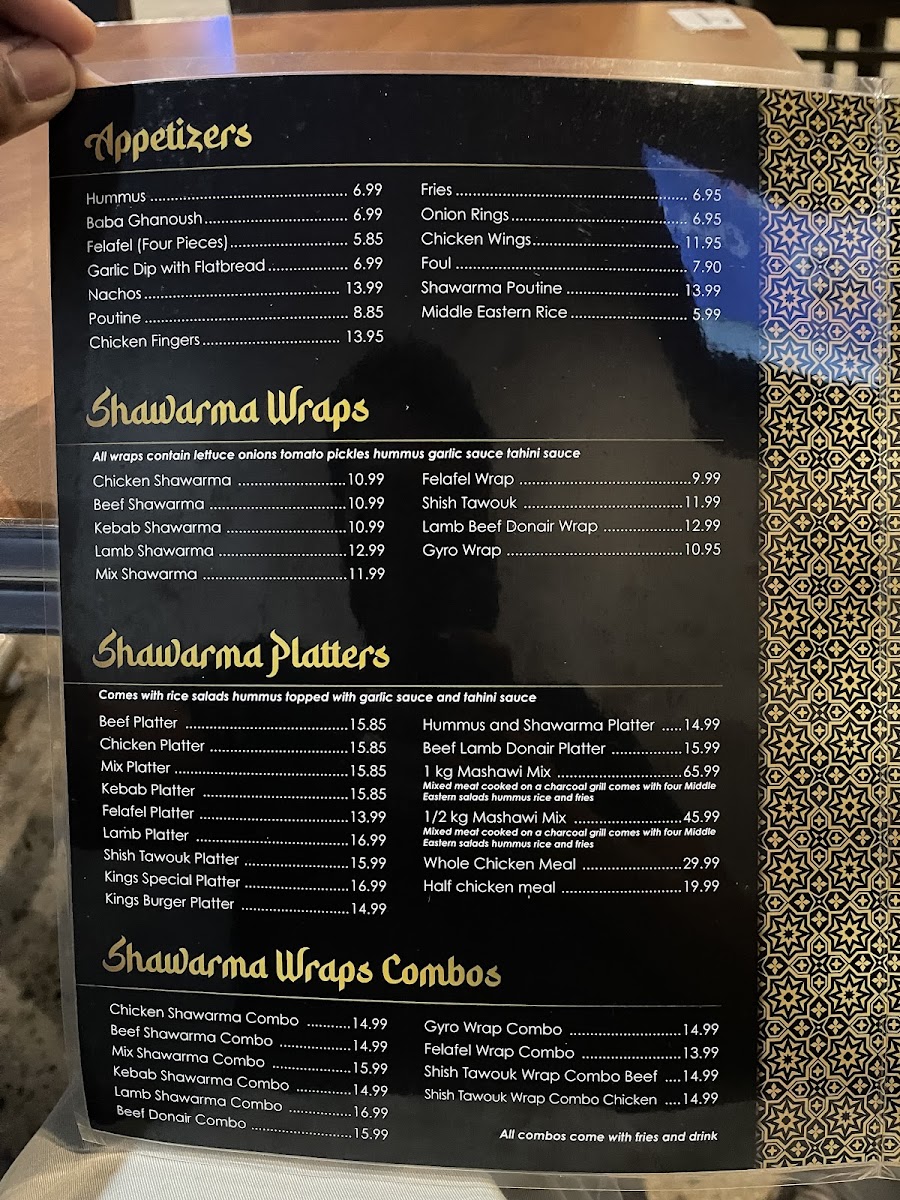 Appetizers
Hummus 6.99
Baba Ghanoush 6.99
Felafel (Four Pieces) 5.85
Garlic Dip with Flatbread 6.99
Nachos 13.99
Poutine 8.85
Chicken Fingers 13.95
Fries 6.95
Onion Rings 6.95
Chicken Wings 11.95
Foul 7.90
Shawarma Poutine 13.99
Middle Eastern Rice 5.99
Shawarma Wraps
All wraps contain lettuce onions tomato pickles hummus garlic sauce tahini sauce
Chicken Shawarma 10.99
Beef Shawarma 10.99
Kebab Shawarma 10.99
Lamb Shawarma 12.99
Mix Shawarma 11.99
Felafel Wrap 9.99
Shish Tawouk 11.99
Lamb Beef Donair Wrap 12.99
Gyro Wrap 10.95
Shawarma Platters
Comes with rice salads hummus topped with garlic sauce and tahini sauce
Beef Platter 15.85
Chicken Platter 15.85
Mix Platter 15.85
Kebab Platter 15.85
Felafel Platter 13.99
Lamb Platter 16.99
Shish Tawouk Platter 15.99
Kings Special Platter 16.99
Kings Burger Platter 14.99
Hummus and Shawarma Platter 14.99
Beef Lamb Donair Platter 15.99
1 kg Mashawi Mix 65.99
Mixed meat cooked on a charcoal grill comes with four Middle
Eastern salads hummus rice and fries
1/2 kg Mashawi Mix 45.99
Mixed meat cooked on a charcoal grill comes with four Middle
Eastern salads hummus rice and fries
Whole Chicken Meal 29.99
Half chicken meal 19.99
Shawarma Wraps Combos
Chicken Shawarma Combo 14.99
Beef Shawarma Combo 14.99
Mix Shawarma Combo 15.99
Kebab Shawarma Combo 14.99
Lamb Shawarma Combo 16.99
Beef Donair Combo 15.99
Gyro Wrap Combo 14.99
Felafel Wrap Combo 13.99
Shish Tawouk Wrap Combo Beef 14.99
Shish Tawouk Wrap Combo Chicken 14.99
All combos come with fries and drink